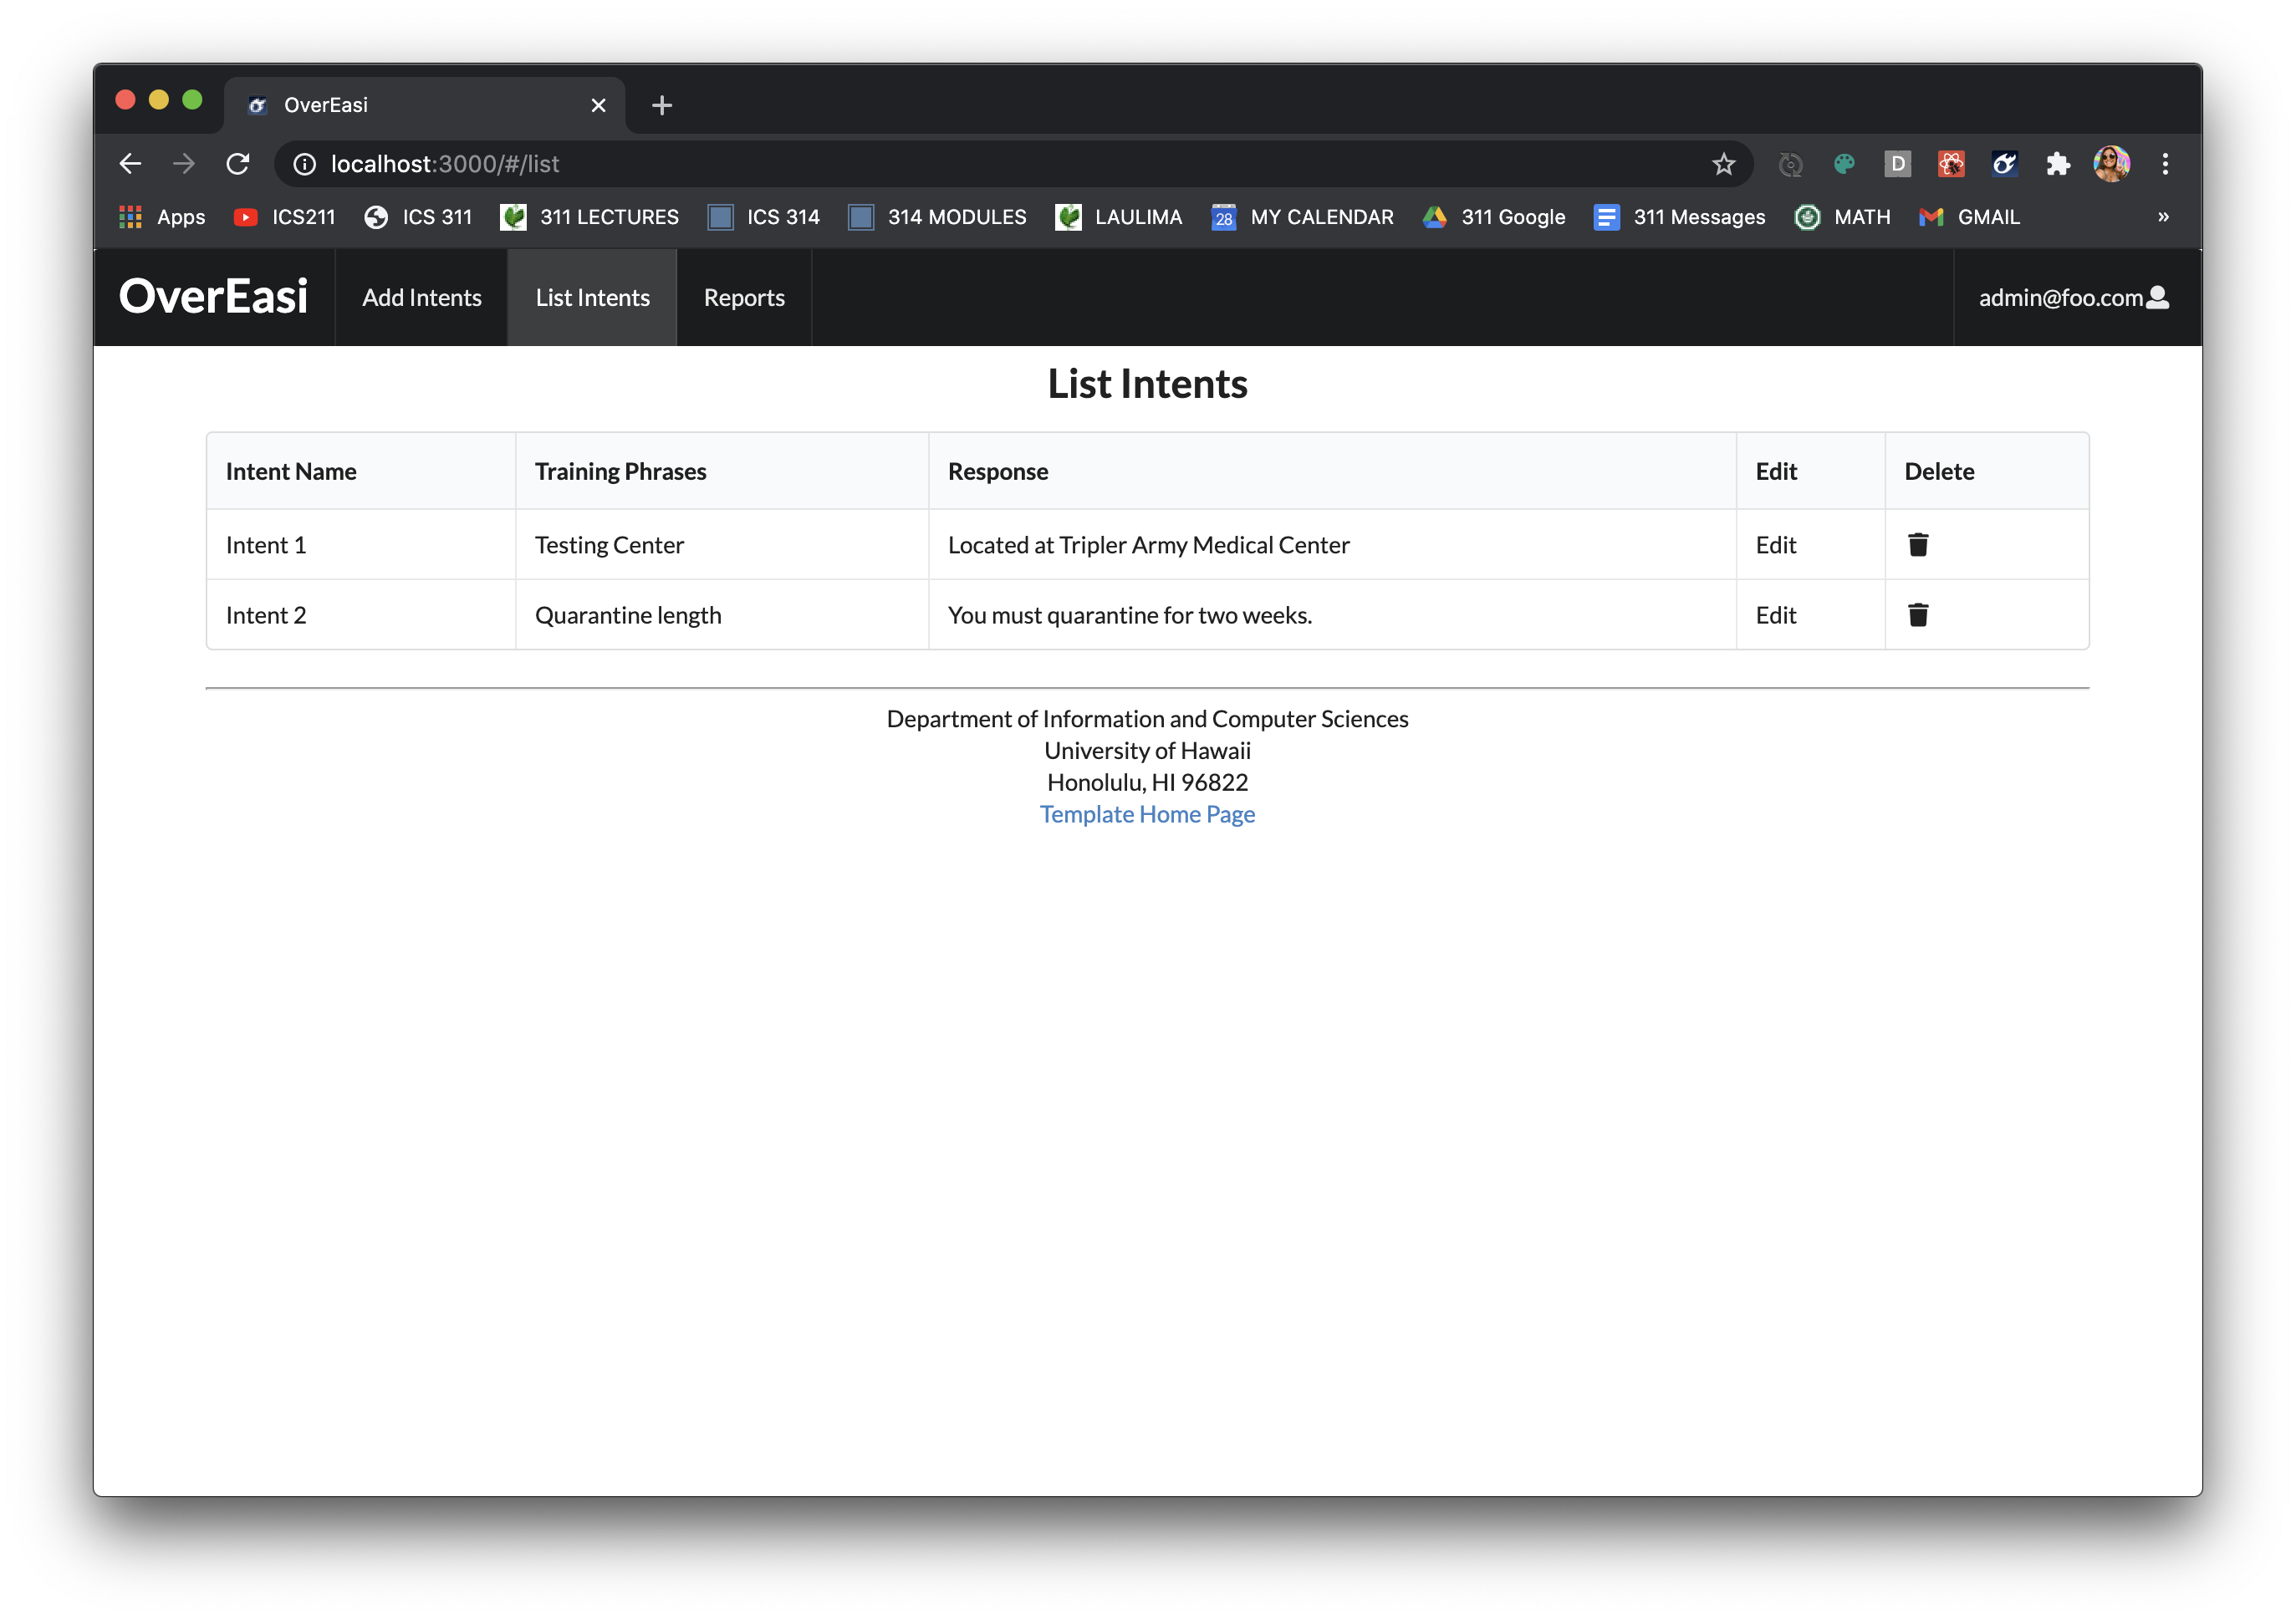 OverEasi
localhost:3000/#/list
D
Apps ICS211 ICS 311 311 LECTURES ICS 314 314 MODULES LAULIMA 28 MY CALENDAR 311 Google 311 Messages MATH GMAIL »
OverEasi Add Intents List Intents Reports admin@foo.com
List Intents
Intent Name Training Phrases Response Edit Delete
Intent 1 Testing Center Located at Tripler Army Medical Center Edit
Intent 2 Quarantine length You must quarantine for two weeks. Edit
Department of Information and Computer Sciences
University of Hawaii
Honolulu, HI 96822
Template Home Page